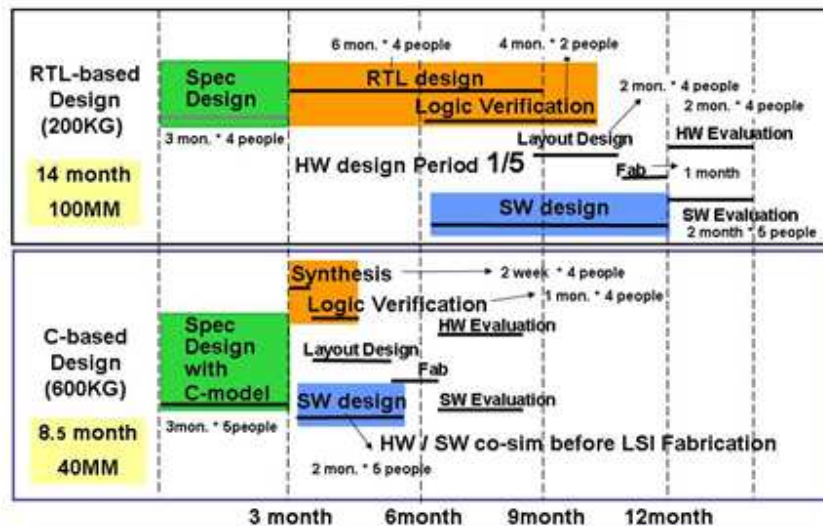 6 mon. * 4 people
4 mon. * 2 people
RTL-based
Design
(200KG)
Spec
Design
RTL design
Logic Verification
2 mon. * 4 people
2 mon. * 4 people
3 mon. * 4 people
Layout Design
HW Evaluation
14 month
100MM
HW design Period 1/5
Fab
1 month
SW design
SW Evaluation
2 month * 5 people
Synthesis
2 week * 4 people
Logic Verification
1 mon. * 4 people
C-based
Design
(600KG)
Spec
Design
with
C-model
HW Evaluation
Layout Design
Fab
SW design
SW Evaluation
8.5 month
40MM
3mon. * 5people
HW / SW co-sim before LSI Fabrication
2 mon. * 5 people
3 month
6month
9month
12month